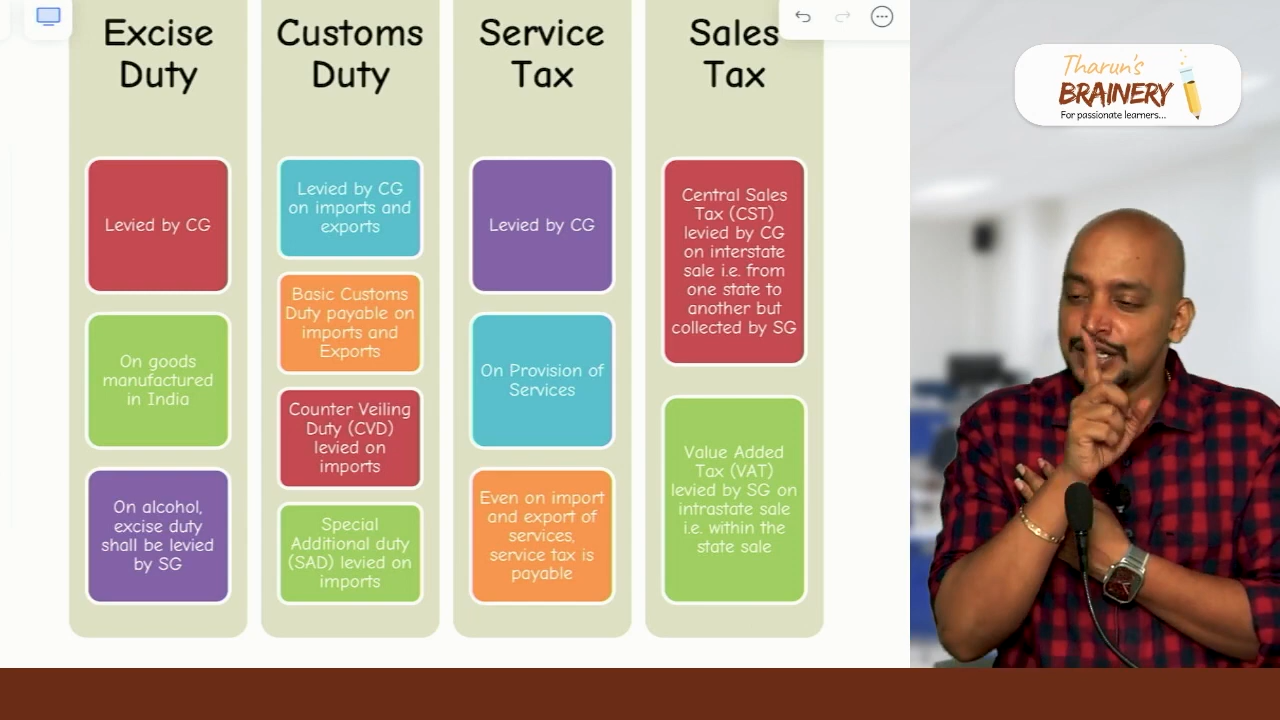 Excise
Duty
Levied by CG
On goods
manufactured
in India
On alcohol,
excise duty
shall be levied
by SG
Customs
Duty
Levied by CG
on imports and
exports
Basic Customs
Duty payable on
imports and
Exports
Counter Veiling
Duty (CVD)
levied on
imports
Special
Additional duty
(SAD) levied on
imports
Service
Tax
Levied by CG
On Provision of
Services
Even on import
and export of
services,
service tax is
payable
Sales
Tax
Central Sales
Tax (CST)
levied by CG
on interstate
sale i.e. from
one state to
another but
collected by SG
Value Added
Tax (VAT)
levied by SG on
intrastate sale
i.e. within the
state sale
Tharun's
BRAINERY
For passionate learners...